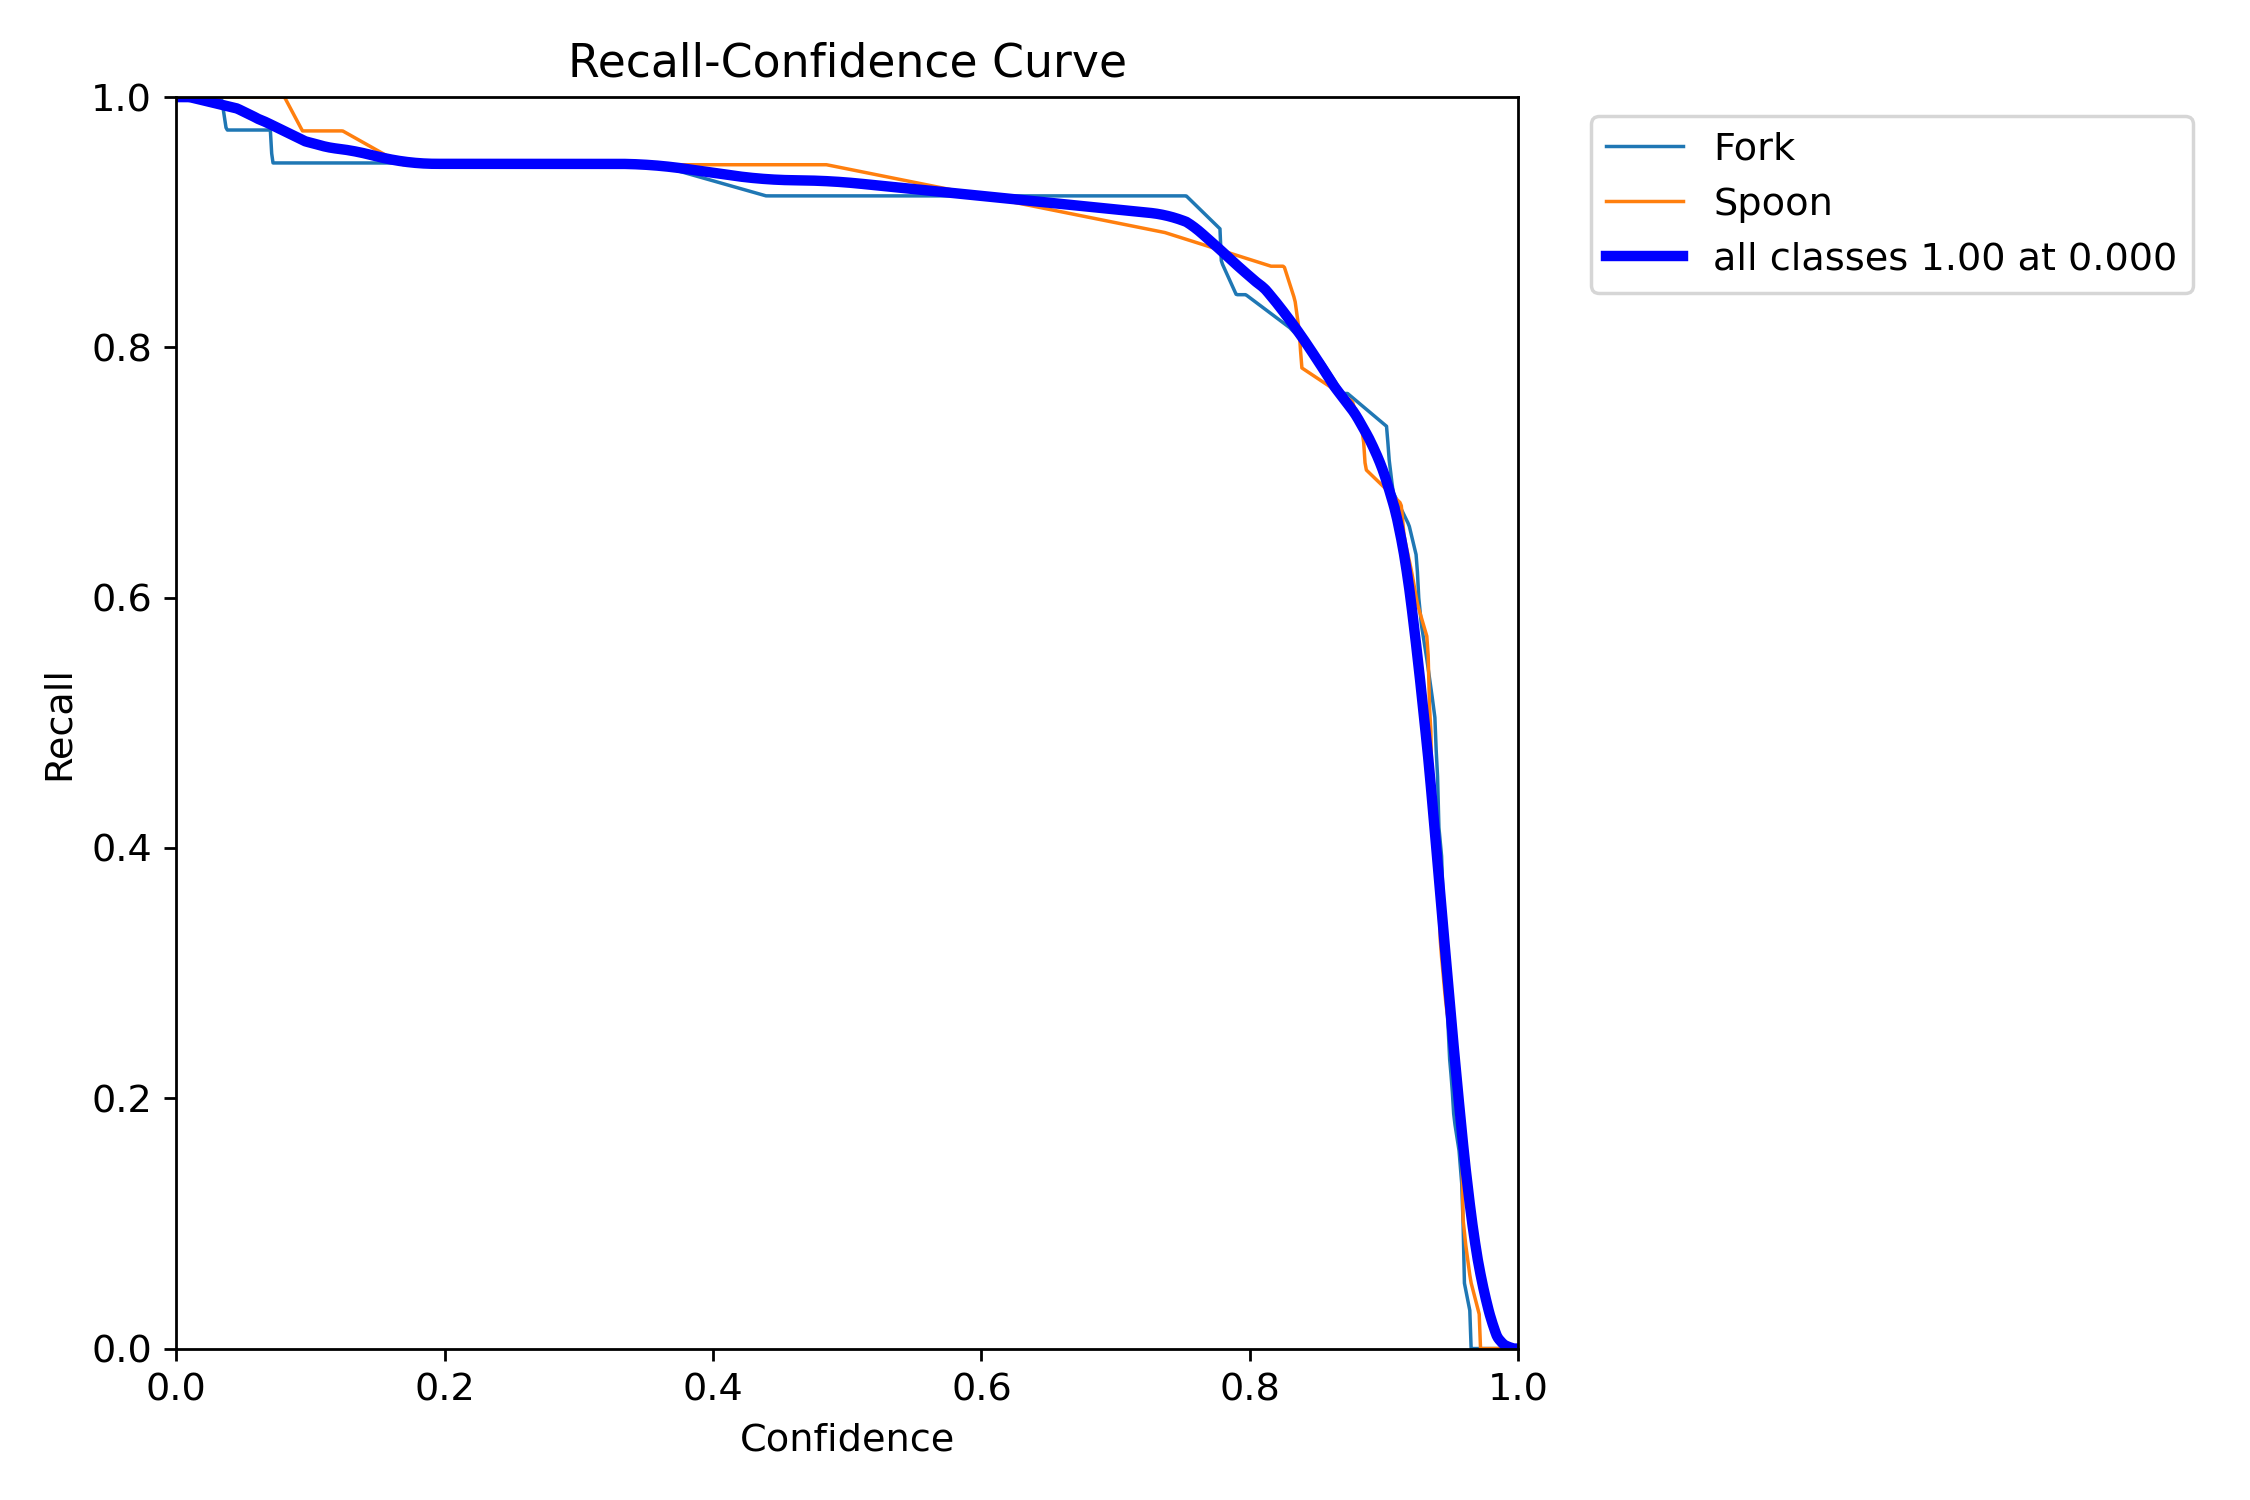 Recall-Confidence Curve
1.0
0.8
0.6
0.4
0.2
0.0
Recall
0.0 0.2 0.4 0.6 0.8 1.0
Confidence
Fork
Spoon
all classes 1.00 at 0.000